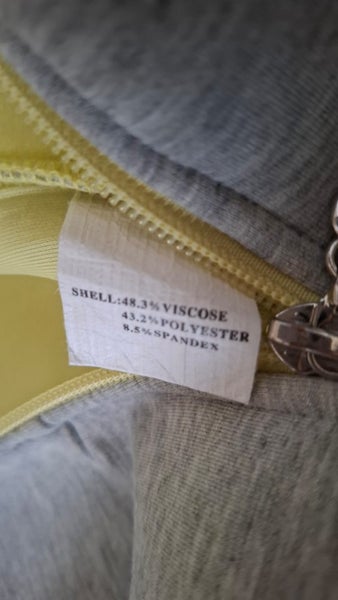 SHELL:48.3%VISCOSE
43.2%POLYESTER
8.5%SPANDEX